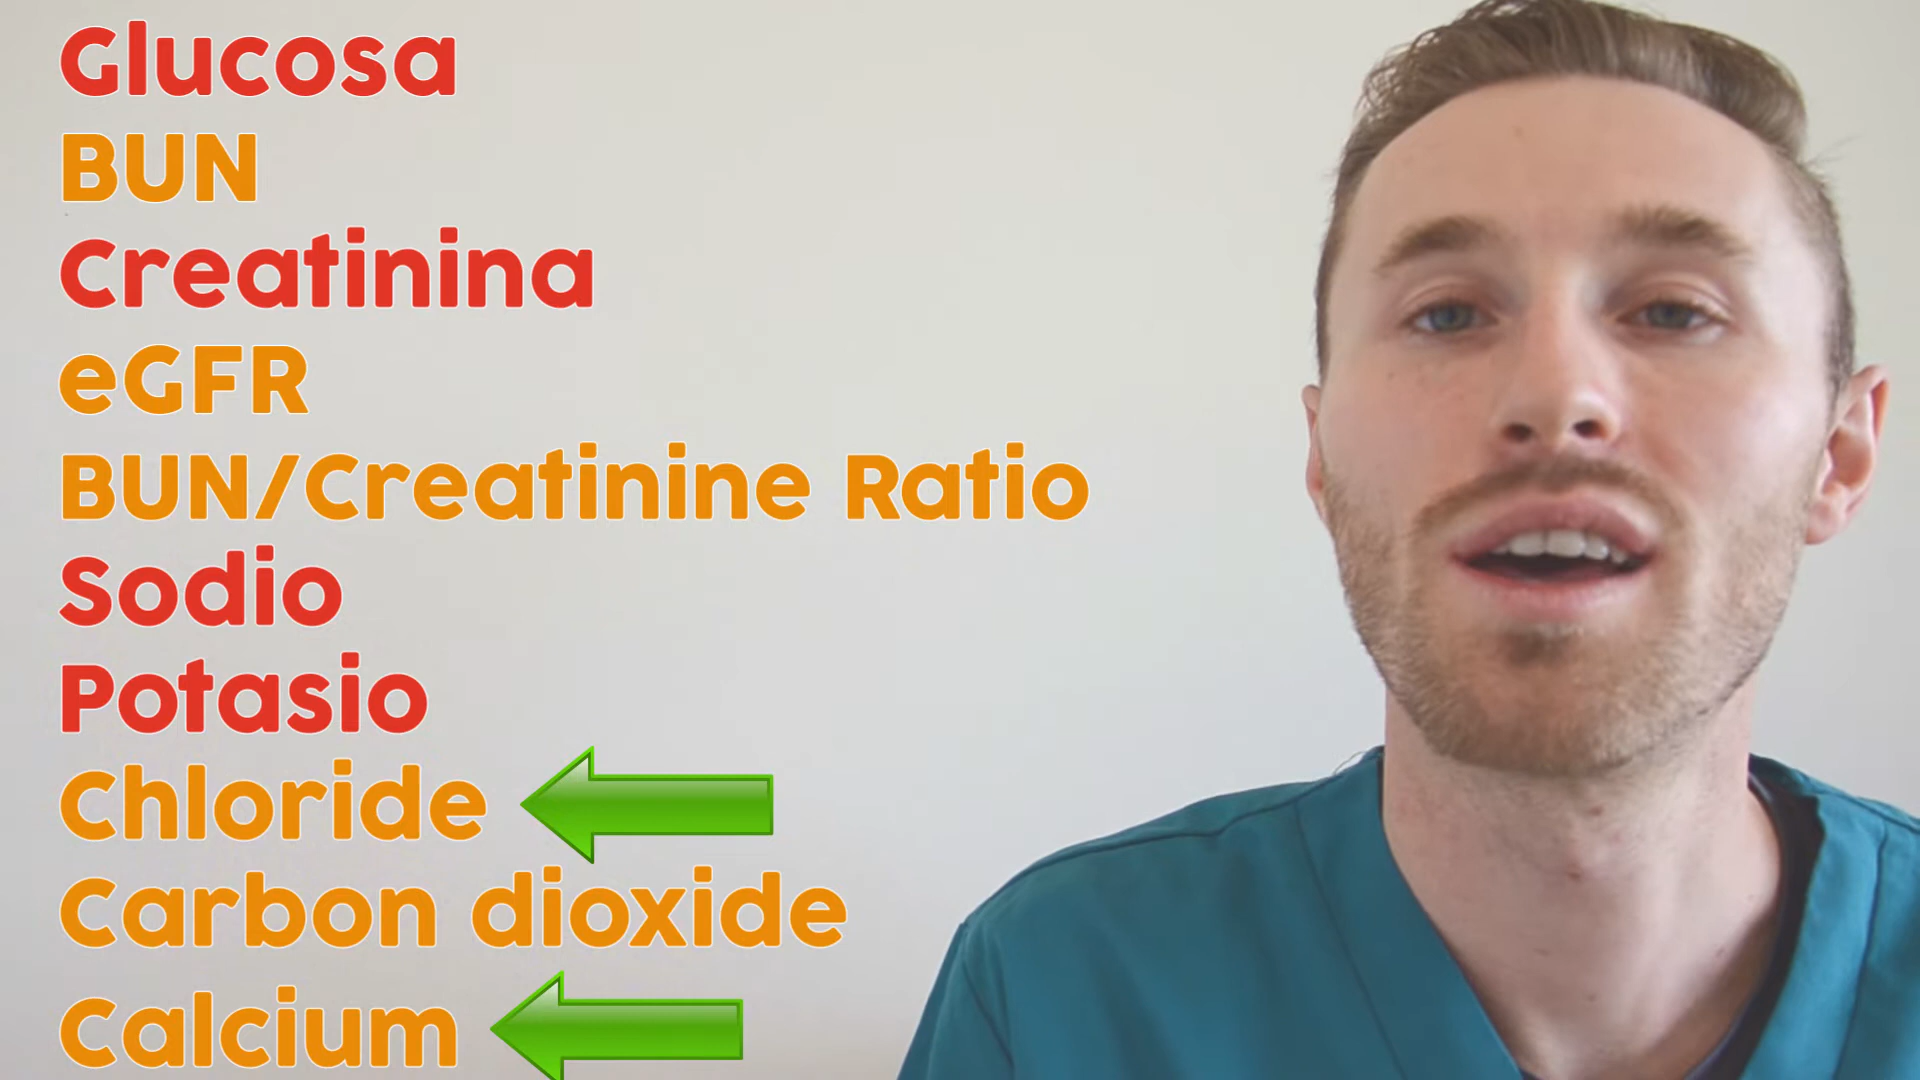 Glucosa
BUN
Creatinina
eGFR
BUN/Creatinine Ratio
Sodio
Potasio
Chloride
Carbon dioxide
Calcium